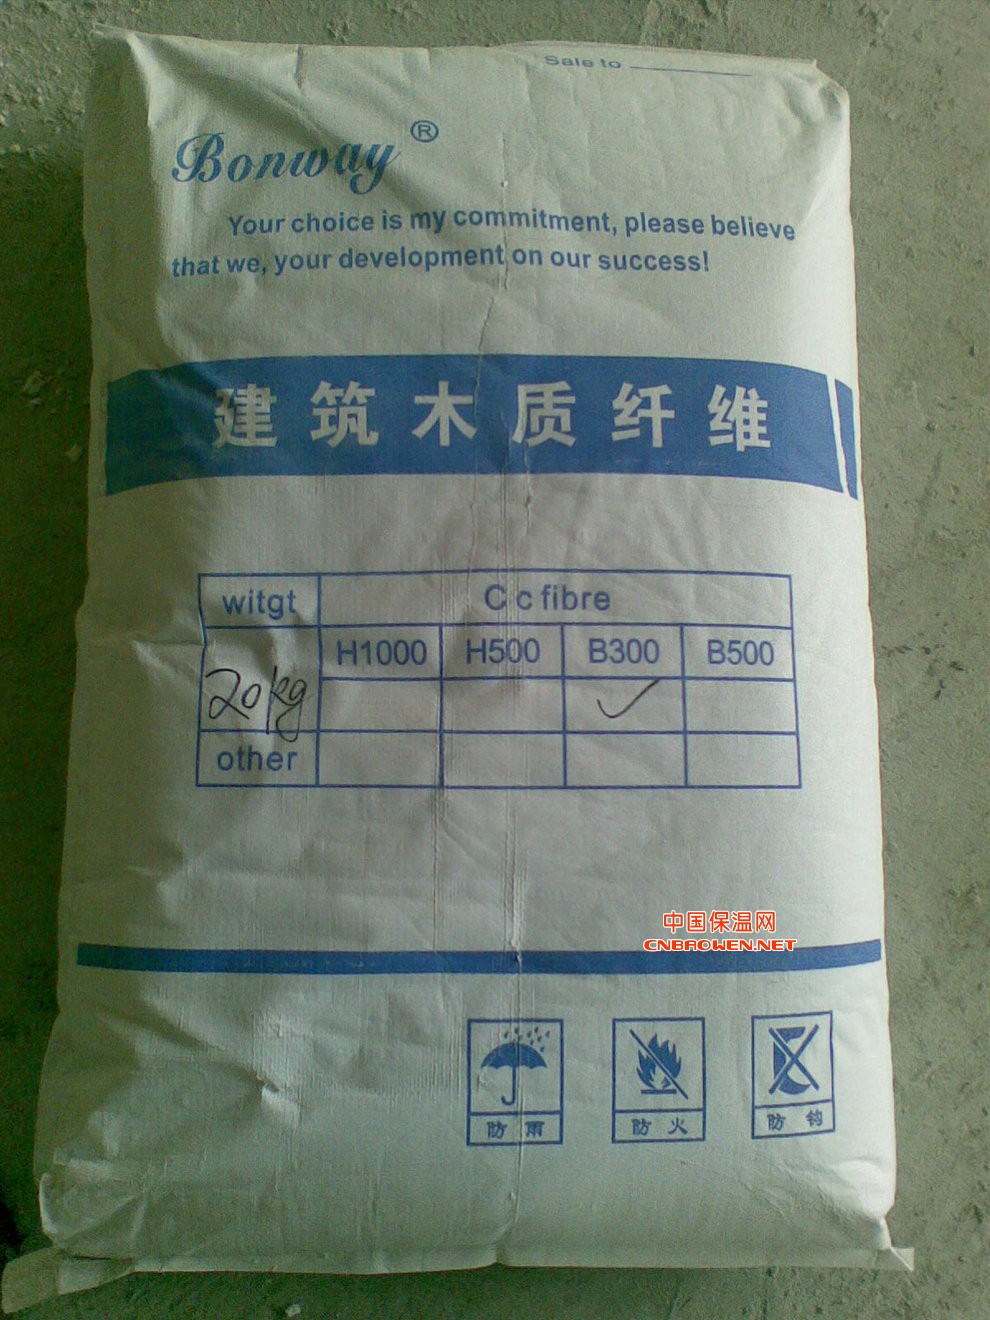 Sale to
Bonway®
Your choice is my commitment, please believe
that we, your development on our success!
建筑木质纤维
witgt C c fibre
H1000 H500 B300 B500
20kg ✓
other
中国保温网
CNBAOWEN.NET
防雨 防火 防钩